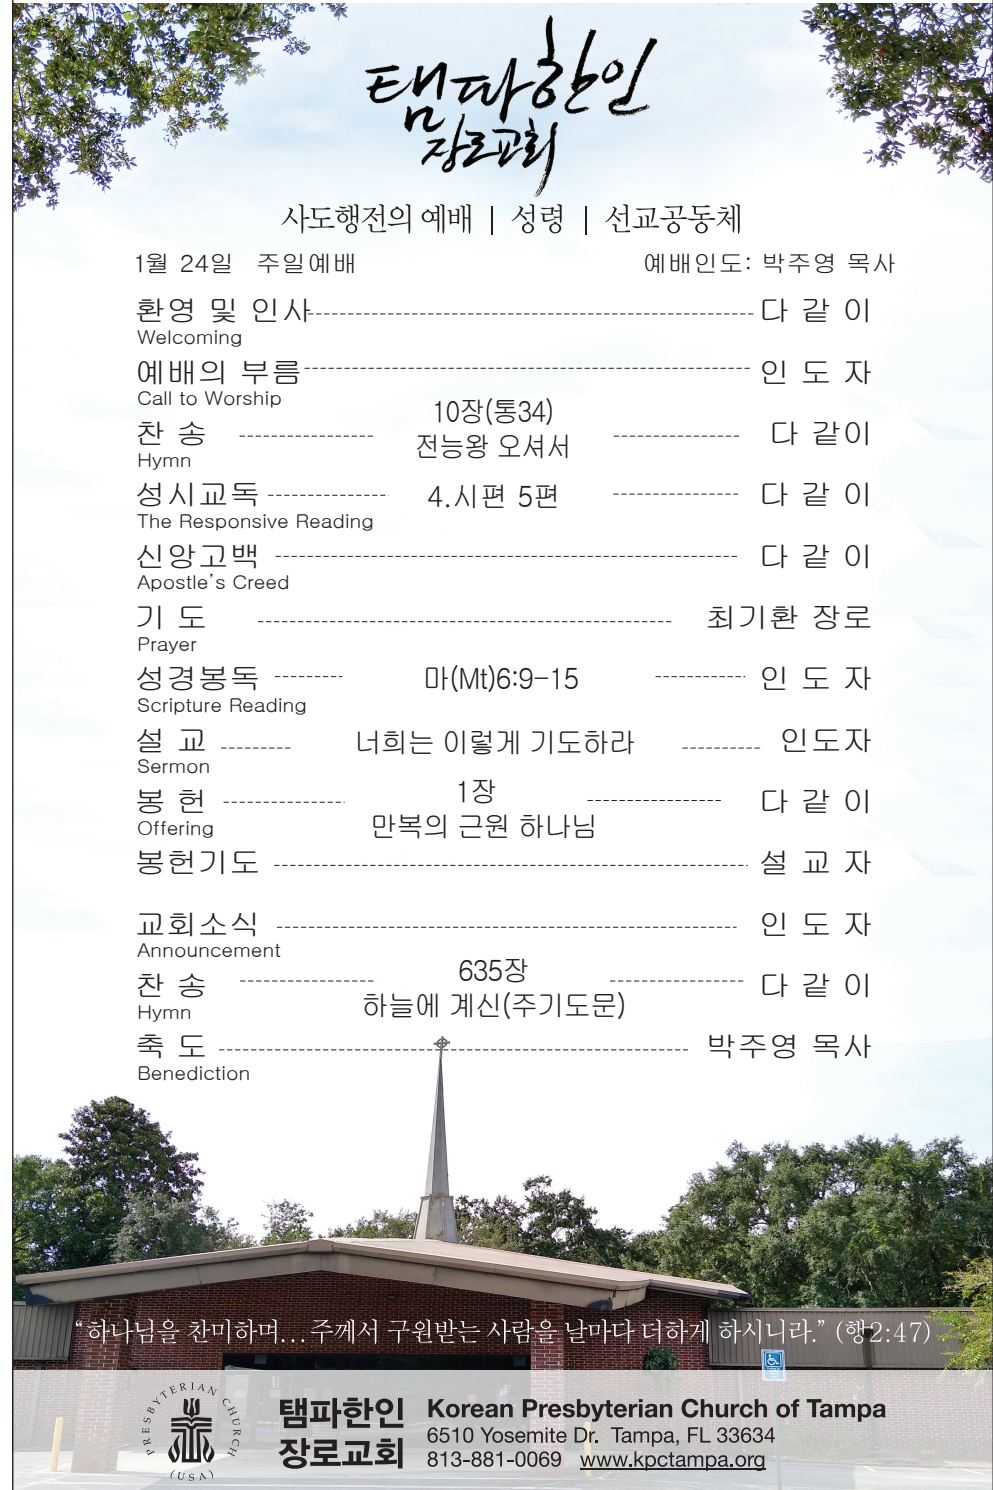 탬파한인
장로교회
사도행전의 예배 | 성령 | 선교공동체
1월 24일 주일예배 예배인도: 박주영 목사
환영 및 인사 다 같 이
Welcoming
예배의 부름 인 도 자
Call to Worship
10장(통34)
찬 송 전능왕 오셔서 다 같이
Hymn
성시교독 4.시편 5편 다 같 이
The Responsive Reading
신앙고백 다 같 이
Apostle's Creed
기 도 최기환 장로
Prayer
성경봉독 마(Mt)6:9-15 인 도 자
Scripture Reading
설 교 너희는 이렇게 기도하라 인도자
Sermon
1장
봉 헌 만복의 근원 하나님 다 같 이
Offering
봉헌기도 설 교 자
교회소식 인 도 자
Announcement
635장
찬 송 하늘에 계신(주기도문) 다 같 이
Hymn
축 도 박주영 목사
Benediction
“하나님을 찬미하며...주께서 구원받는 사람을 날마다 더하게 하시니라.” (행2:47)
PRESBYTERIAN CHURCH
(USA)
탬파한인
장로교회
Korean Presbyterian Church of Tampa
6510 Yosemite Dr. Tampa, FL 33634
813-881-0069 www.kpctampa.org